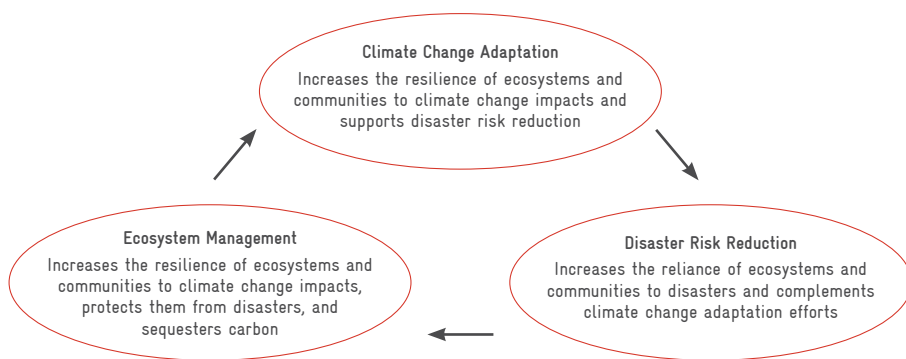 Climate Change Adaptation
Increases the resilience of ecosystems and
communities to climate change impacts and
supports disaster risk reduction
Ecosystem Management
Increases the resilience of ecosystems and
communities to climate change impacts,
protects them from disasters, and
sequesters carbon
Disaster Risk Reduction
Increases the reliance of ecosystems and
communities to disasters and complements
climate change adaptation efforts